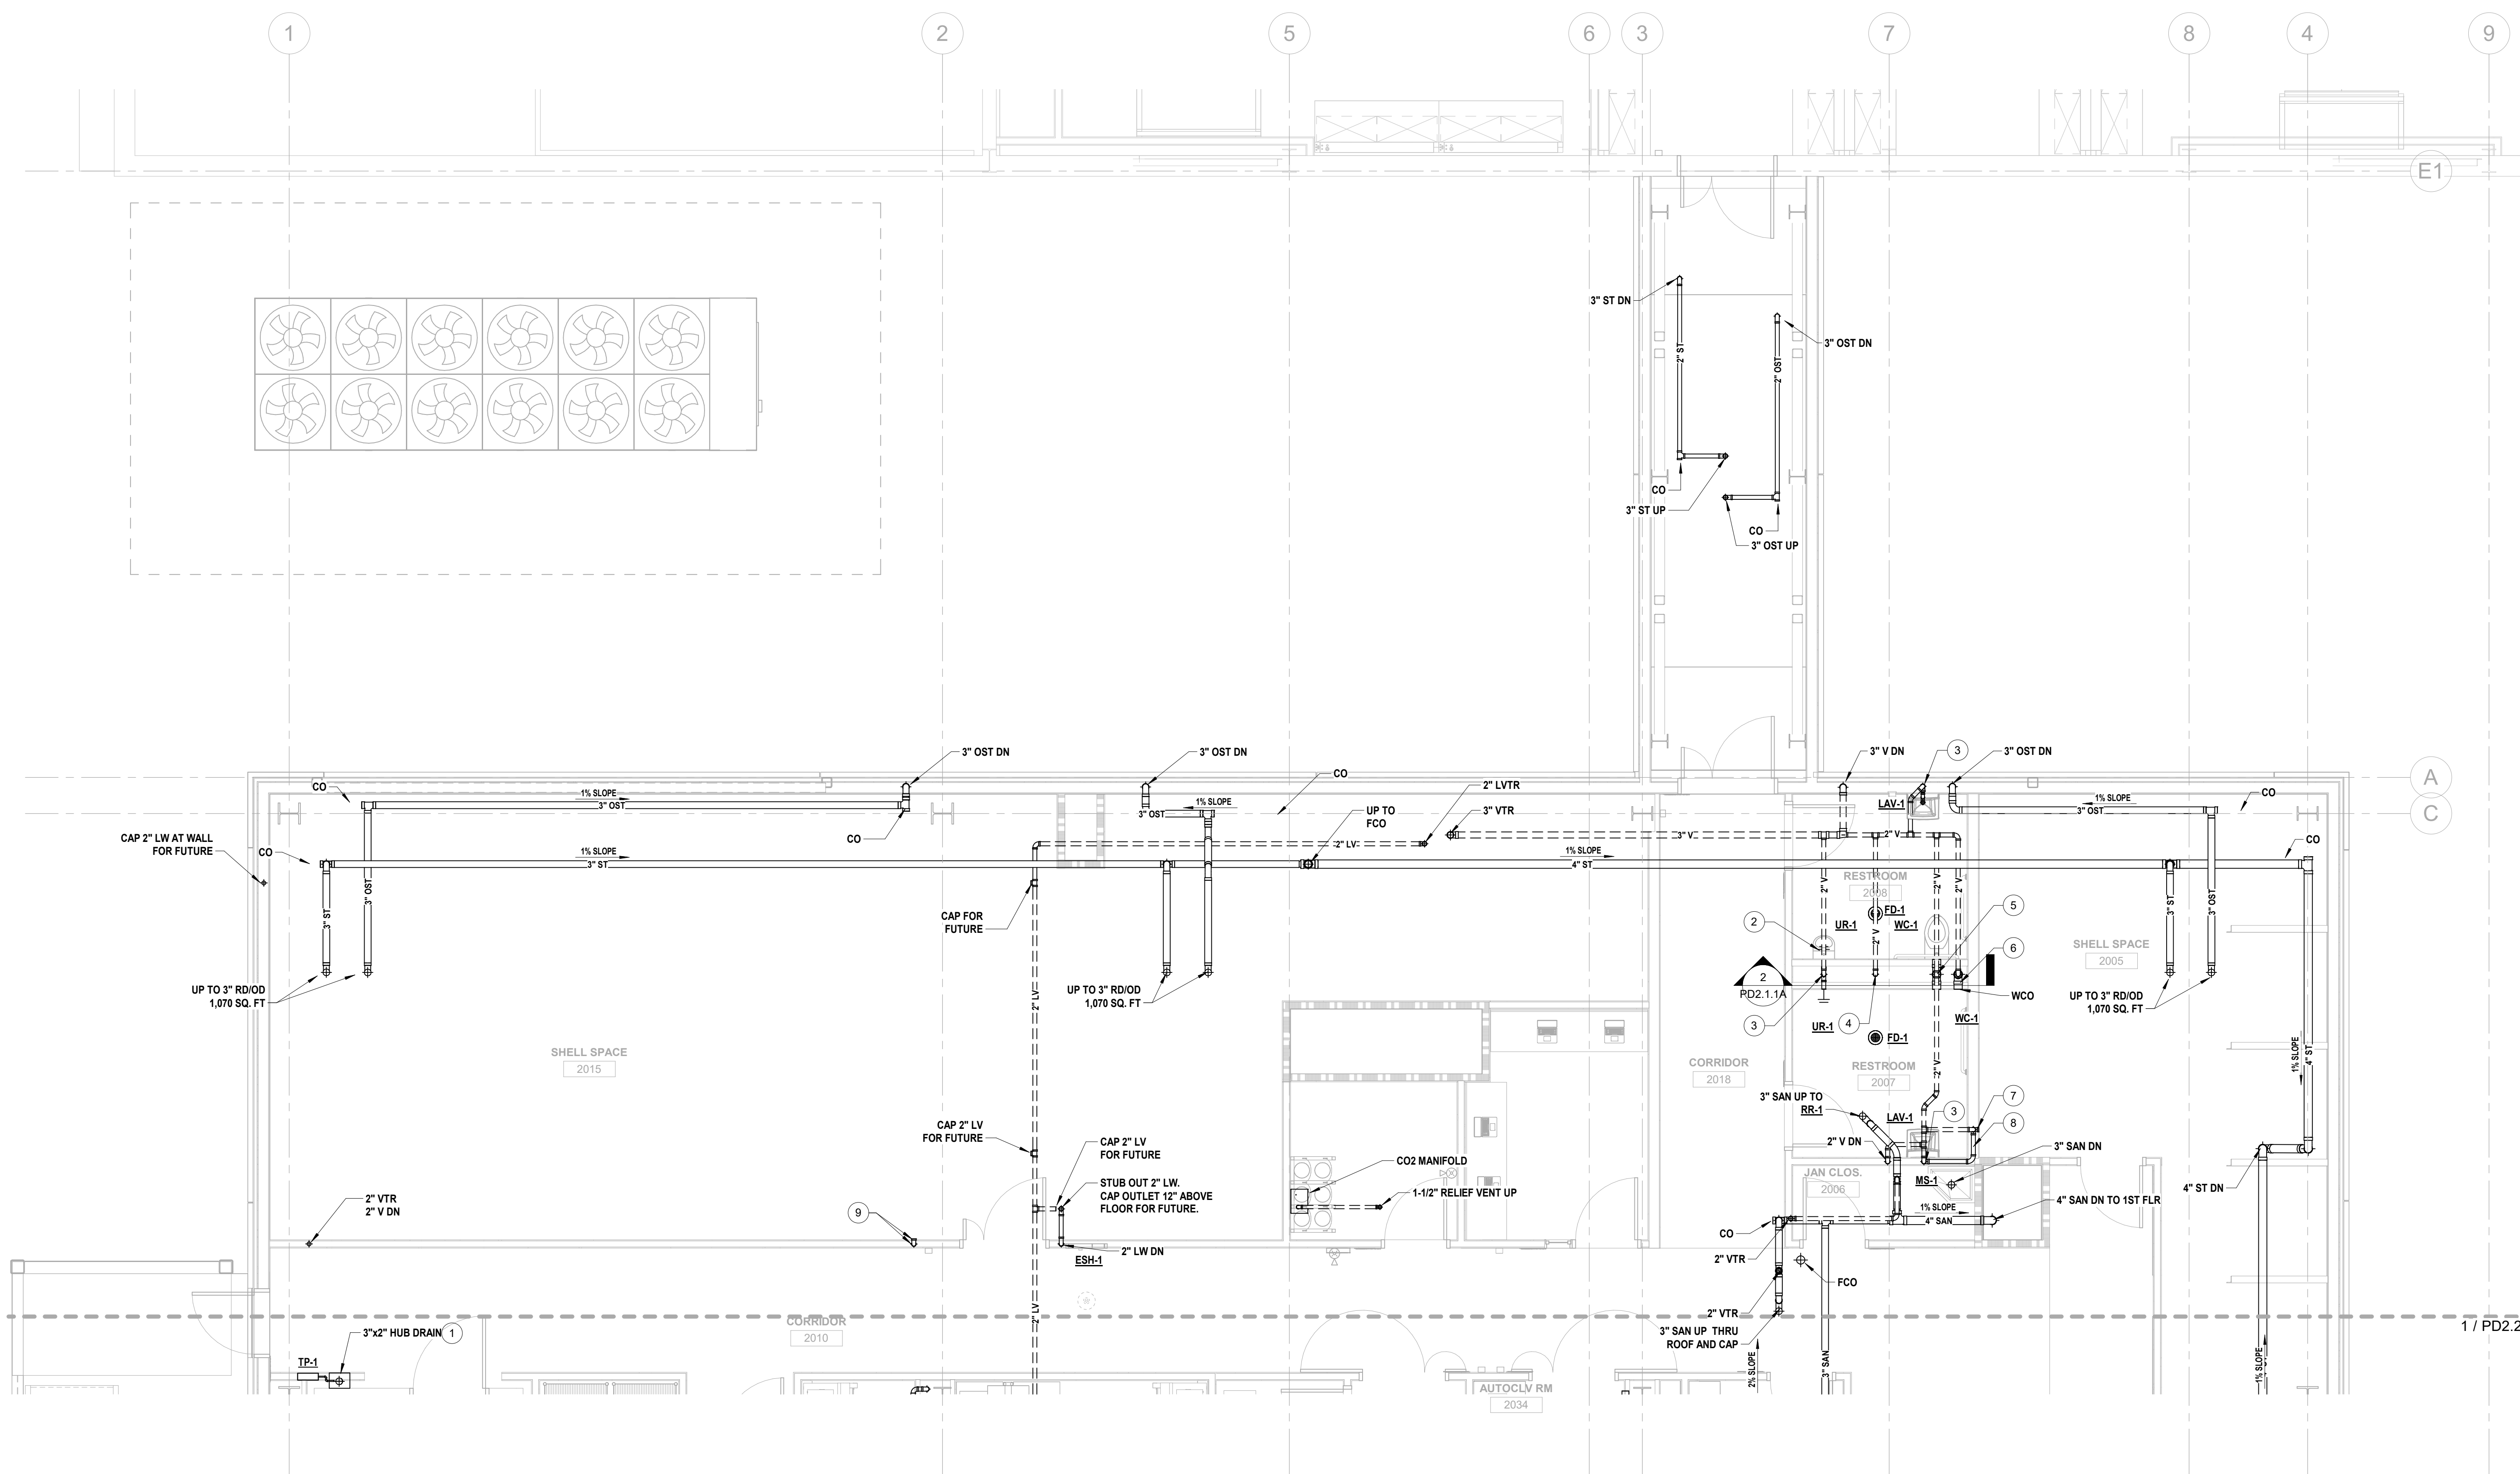 1
2
5
6
3
7
8
4
9
E1
3" ST DN
2" ST
3" OST DN
2" OST
CO
3" ST UP
CO
3" OST UP
3" OST DN
3" OST DN
CO
2" LVTR
3" VTR
UP TO
FCO
3" V DN
3
3" OST DN
A
C
CO
1% SLOPE
3" OST
CO
1% SLOPE
3" OST
LAV-1
1% SLOPE
3" OST
CO
CO
CAP 2" LW AT WALL
FOR FUTURE
CO
1% SLOPE
3" ST
2" LV
3" V
2" V
1% SLOPE
4" ST
3" ST
3" OST
UP TO 3" RD/OD
1,070 SQ. FT
CAP FOR
FUTURE
UP TO 3" RD/OD
1,070 SQ. FT
2" V
2" V
2" V
2" V
RESTROOM
2008
FD-1
UR-1
WC-1
2
5
6
2
PD2.1.1A
WCO
3
UR-1
4
FD-1
WC-1
SHELL SPACE
2005
3" ST
3" OST
UP TO 3" RD/OD
1,070 SQ. FT
1% SLOPE
4" ST
SHELL SPACE
2015
2" LV
CORRIDOR
2018
RESTROOM
2007
2" V
3" SAN UP TO
RR-1
LAV-1
3
7
8
2" V DN
3" SAN DN
CAP 2" LV
FOR FUTURE
CAP 2" LV
FOR FUTURE
STUB OUT 2" LW.
CAP OUTLET 12" ABOVE
FLOOR FOR FUTURE.
2" LW DN
ESH-1
CO2 MANIFOLD
1-1/2" RELIEF VENT UP
JAN CLOS.
2006
MS-1
4" ST DN
4" SAN DN TO 1ST FLR
1% SLOPE
4" SAN
CO
2" VTR
FCO
2" VTR
2" V DN
9
2" LV
2" VTR
3" SAN UP THRU
ROOF AND CAP
2% SLOPE
3" SAN
1% SLOPE
1 / PD2.2
CORRIDOR
2010
3"x2" HUB DRAIN
1
TP-1
AUTOCLV RM
2034